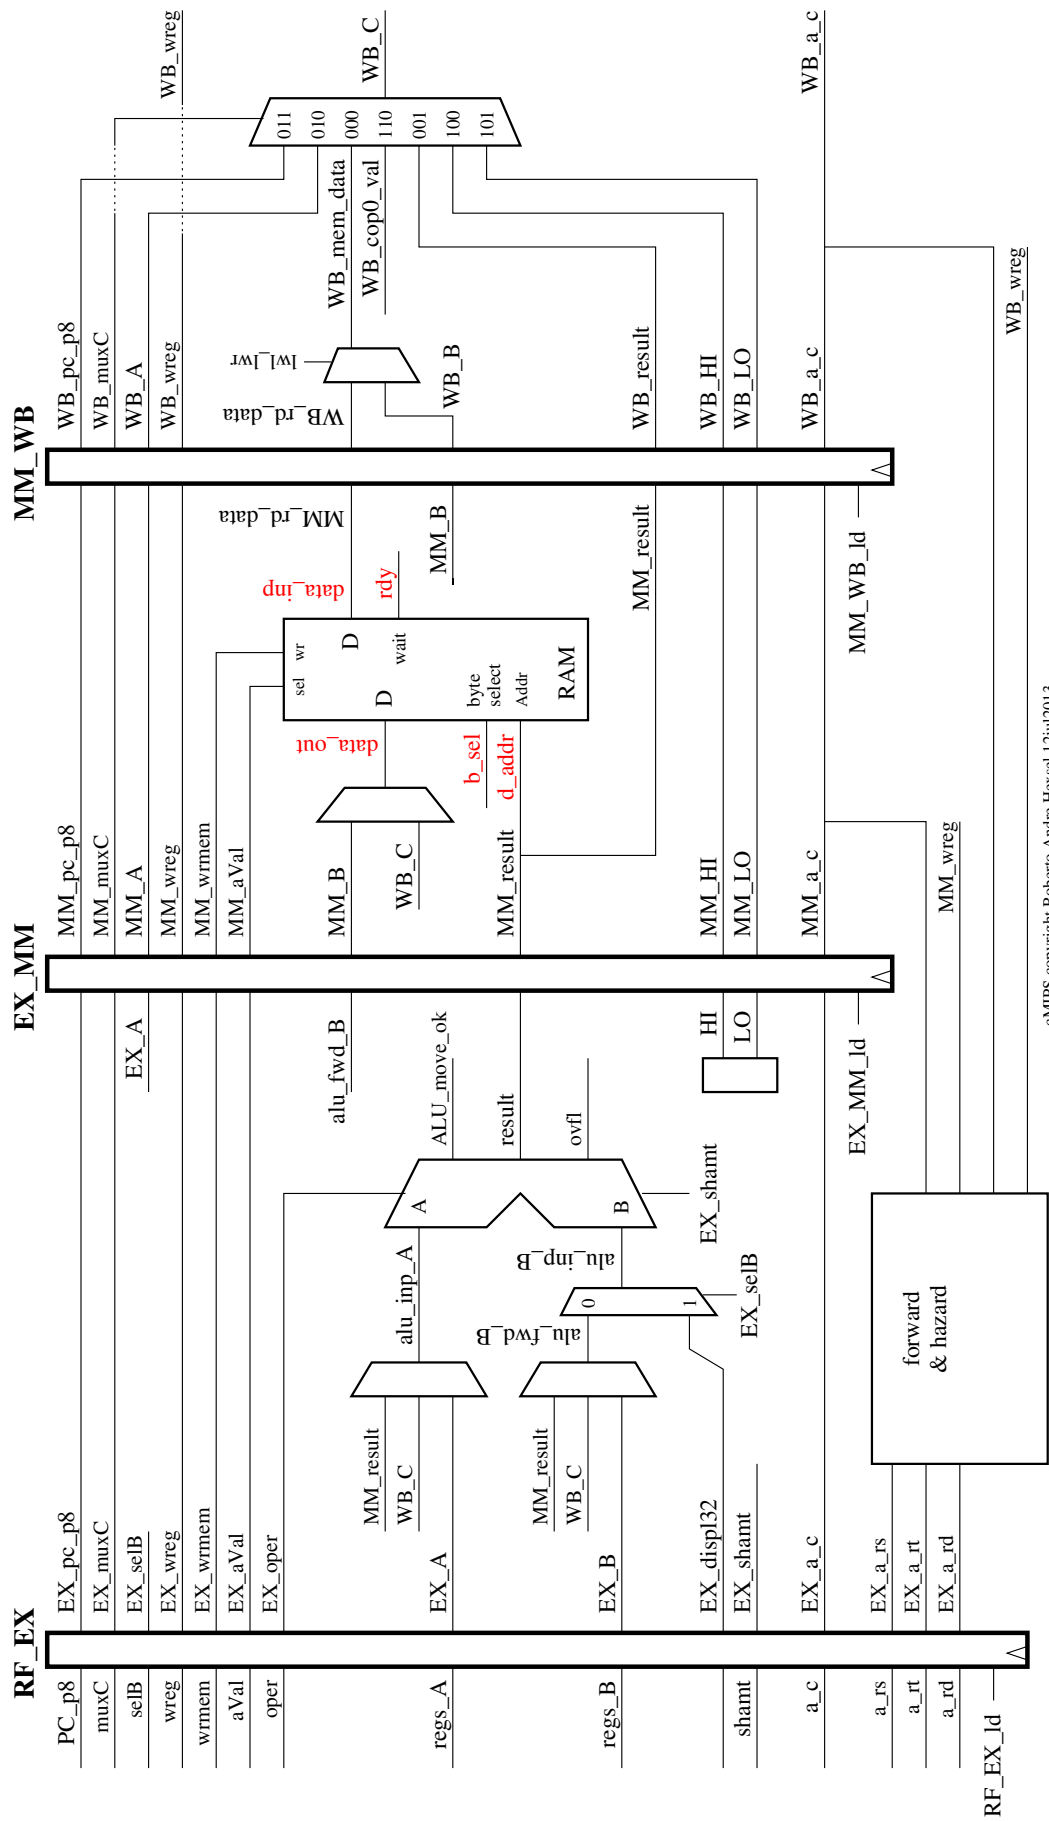 RF_EX
EX_MM
MM_WB
PC_p8
muxC
selB
wreg
wrmem
aVal
oper
regs_A
regs_B
shamt
a_c
a_rs
a_rt
a_rd
RF_EX_ld
EX_pc_p8
EX_muxC
EX_selB
EX_wreg
EX_wrmem
EX_aVal
EX_oper
EX_A
EX_B
EX_displ32
EX_shamt
EX_a_c
EX_a_rs
EX_a_rt
EX_a_rd
MM_result
WB_C
MM_result
WB_C
alu_inp_A
alu_fwd_B
0
1
EX_selB
alu_inp_B
A
B
EX_shamt
forward
& hazard
EX_A
alu_fwd_B
ALU_move_ok
result
ovfl
HI
LO
EX_MM_ld
MM_pc_p8
MM_muxC
MM_A
MM_wreg
MM_wrmem
MM_aVal
MM_B
WB_C
MM_result
MM_HI
MM_LO
MM_a_c
MM_wreg
data_out
b_sel
d_addr
sel
wr
D
D
wait
byte
select
Addr
RAM
data_inp
rdy
MM_rd_data
MM_B
MM_result
MM_WB_ld
WB_pc_p8
WB_muxC
WB_A
WB_wreg
WB_rd_data
WB_B
lwl_lwr
WB_result
WB_HI
WB_LO
WB_a_c
WB_mem_data
WB_cop0_val
011
010
000
110
001
100
101
WB_wreg
WB_C
WB_a_c
WB_wreg